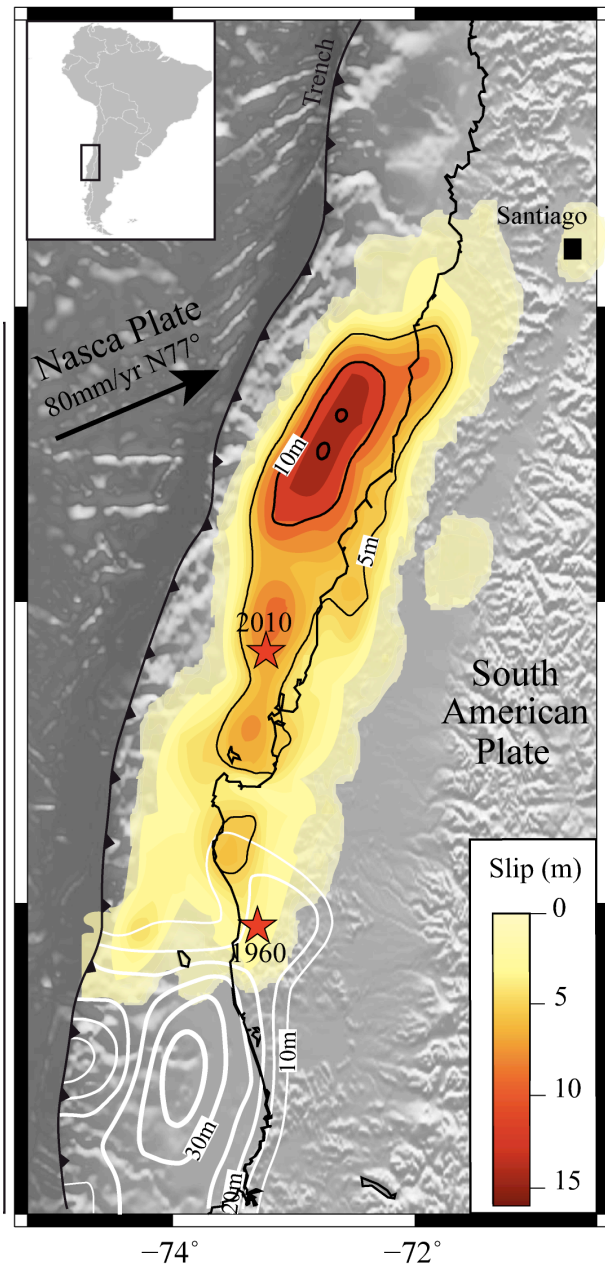 Trench
Santiago
Nasca Plate
80mm/yr N77°
10m
5m
2010
South
American
Plate
Slip (m)
0
5
10
15
1960
10m
30m
20m
−74°
−72°